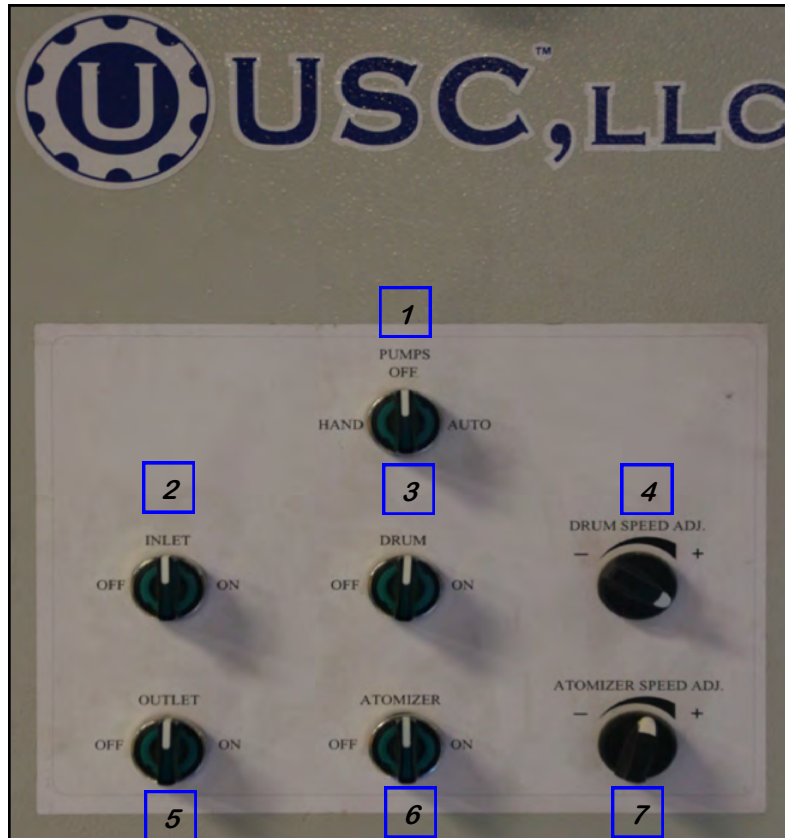 U USC, LLC
™
1
PUMPS
OFF
HAND AUTO
2 3 4
INLET DRUM DRUM SPEED ADJ.
OFF ON OFF ON − +
OUTLET ATOMIZER ATOMIZER SPEED ADJ.
OFF ON OFF ON − +
5 6 7